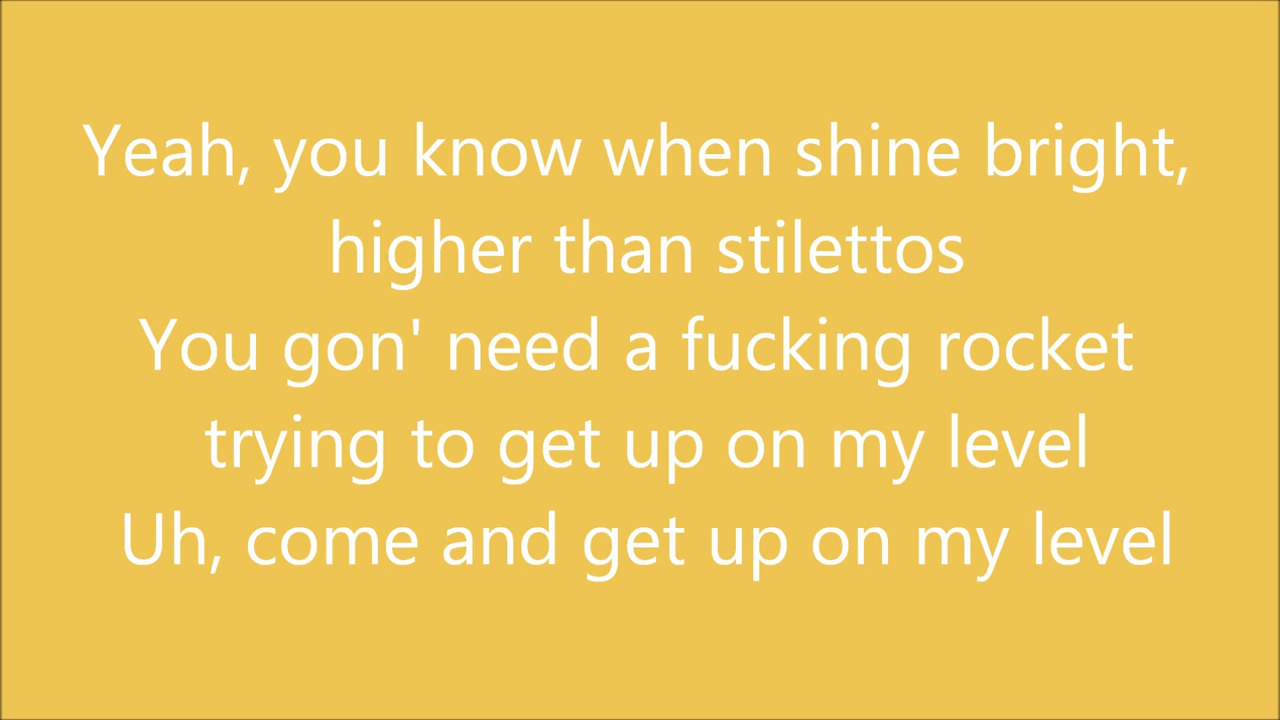 Yeah, you know when shine bright,
higher than stilettos
You gon' need a fucking rocket
trying to get up on my level
Uh, come and get up on my level